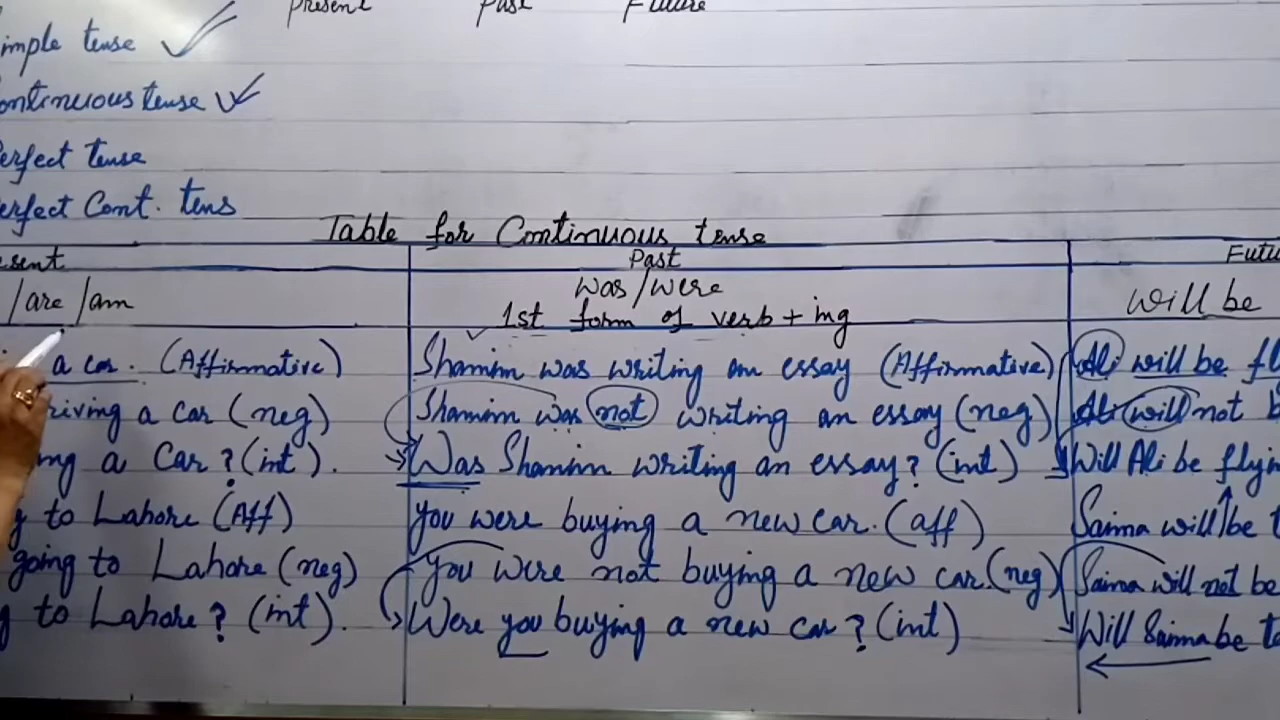 Present Past Future
imple tense
ontinuous tense
erfect tense
erfect Cont. tens
Table for Continuous tense
esent Past Futu
/are /am Was/were will be
1st form of verb + ing
a car. (Affirmative) Shamim was writing an essay (Affirmative) Ali will be fl
riving a car (neg) Shamim was not writing an essay (neg) Ali will not b
ng a Car? (int). Was Shamim writing an essay? (int) Will Ali be flyin
g to Lahore (Aff) you were buying a new car. (aff) Saima will be t
going to Lahore (neg) you were not buying a new car. (neg) Saima will not be
g to Lahore? (int). Were you buying a new car? (int) Will Saima be t